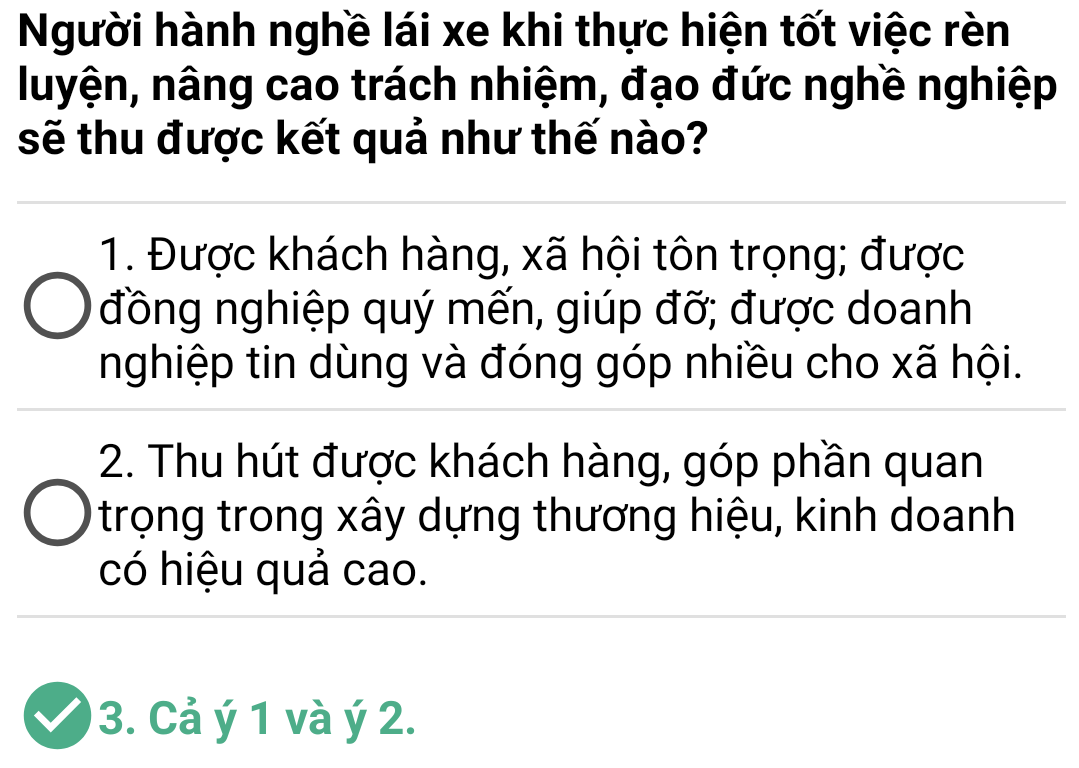 Người hành nghề lái xe khi thực hiện tốt việc rèn
luyện, nâng cao trách nhiệm, đạo đức nghề nghiệp
sẽ thu được kết quả như thế nào?
1. Được khách hàng, xã hội tôn trọng; được
đồng nghiệp quý mến, giúp đỡ; được doanh
nghiệp tin dùng và đóng góp nhiều cho xã hội.
2. Thu hút được khách hàng, góp phần quan
trọng trong xây dựng thương hiệu, kinh doanh
có hiệu quả cao.
3. Cả ý 1 và ý 2.